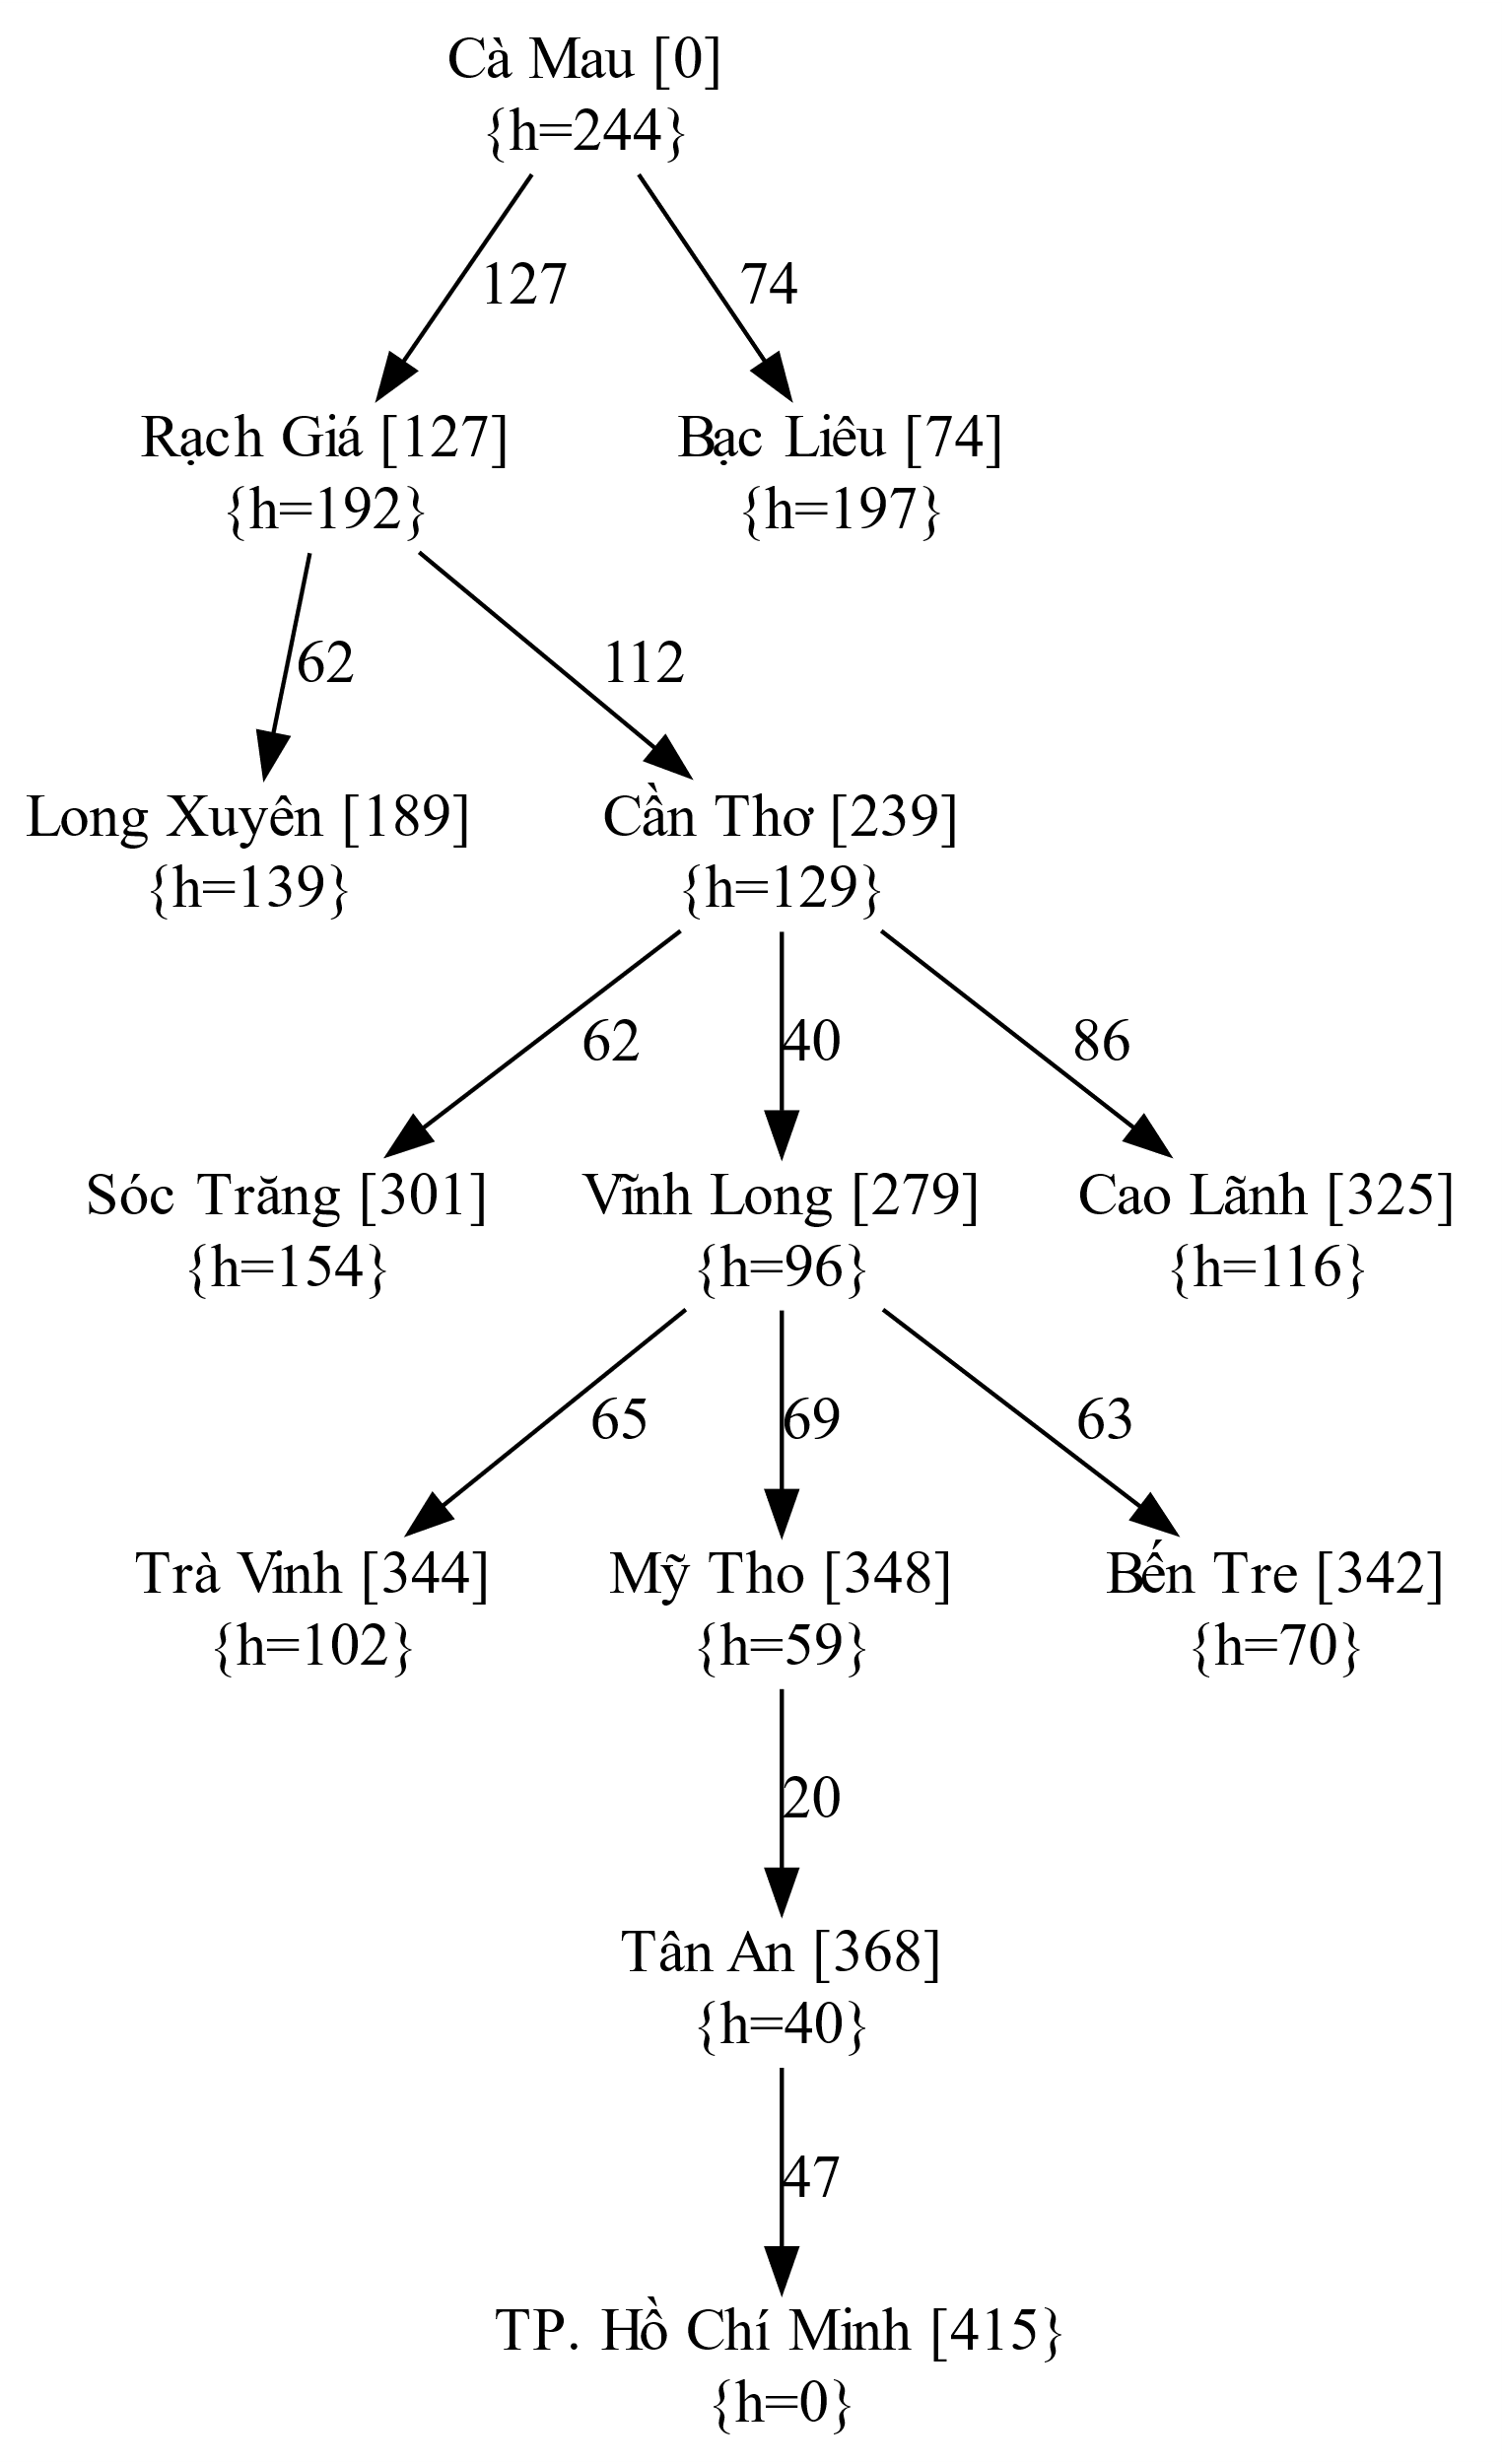 Cà Mau [0]
{h=244}
127
74
Rạch Giá [127]
{h=192}
Bạc Liêu [74]
{h=197}
62
112
Long Xuyên [189]
{h=139}
Cần Thơ [239]
{h=129}
62
40
86
Sóc Trăng [301]
{h=154}
Vĩnh Long [279]
{h=96}
Cao Lãnh [325]
{h=116}
65
69
63
Trà Vinh [344]
{h=102}
Mỹ Tho [348]
{h=59}
Bến Tre [342]
{h=70}
20
Tân An [368]
{h=40}
47
TP. Hồ Chí Minh [415}
{h=0}